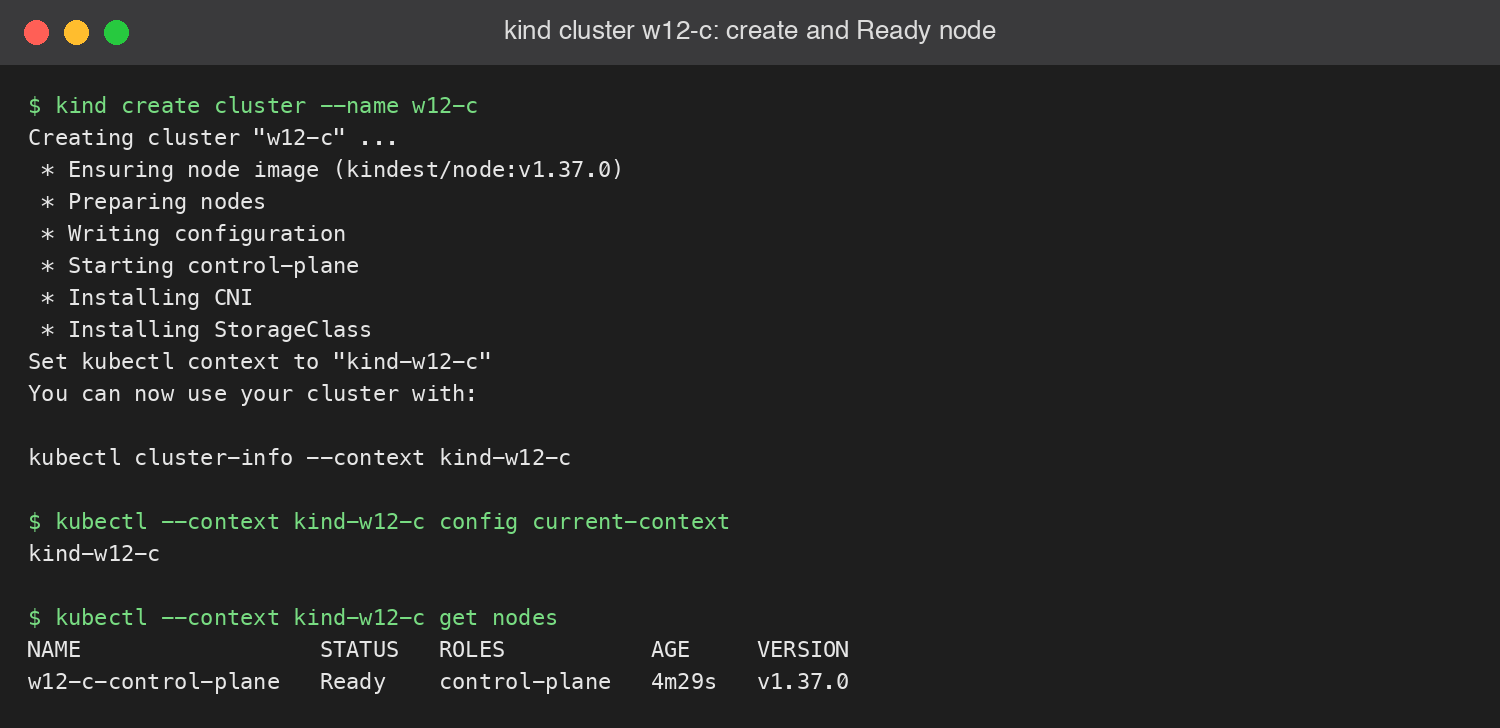 kind cluster w12-c: create and Ready node
$ kind create cluster --name w12-c
Creating cluster "w12-c" ...
 * Ensuring node image (kindest/node:v1.37.0)
 * Preparing nodes
 * Writing configuration
 * Starting control-plane
 * Installing CNI
 * Installing StorageClass
Set kubectl context to "kind-w12-c"
You can now use your cluster with:

kubectl cluster-info --context kind-w12-c

$ kubectl --context kind-w12-c config current-context
kind-w12-c

$ kubectl --context kind-w12-c get nodes
NAME                  STATUS   ROLES           AGE     VERSION
w12-c-control-plane   Ready    control-plane   4m29s   v1.37.0